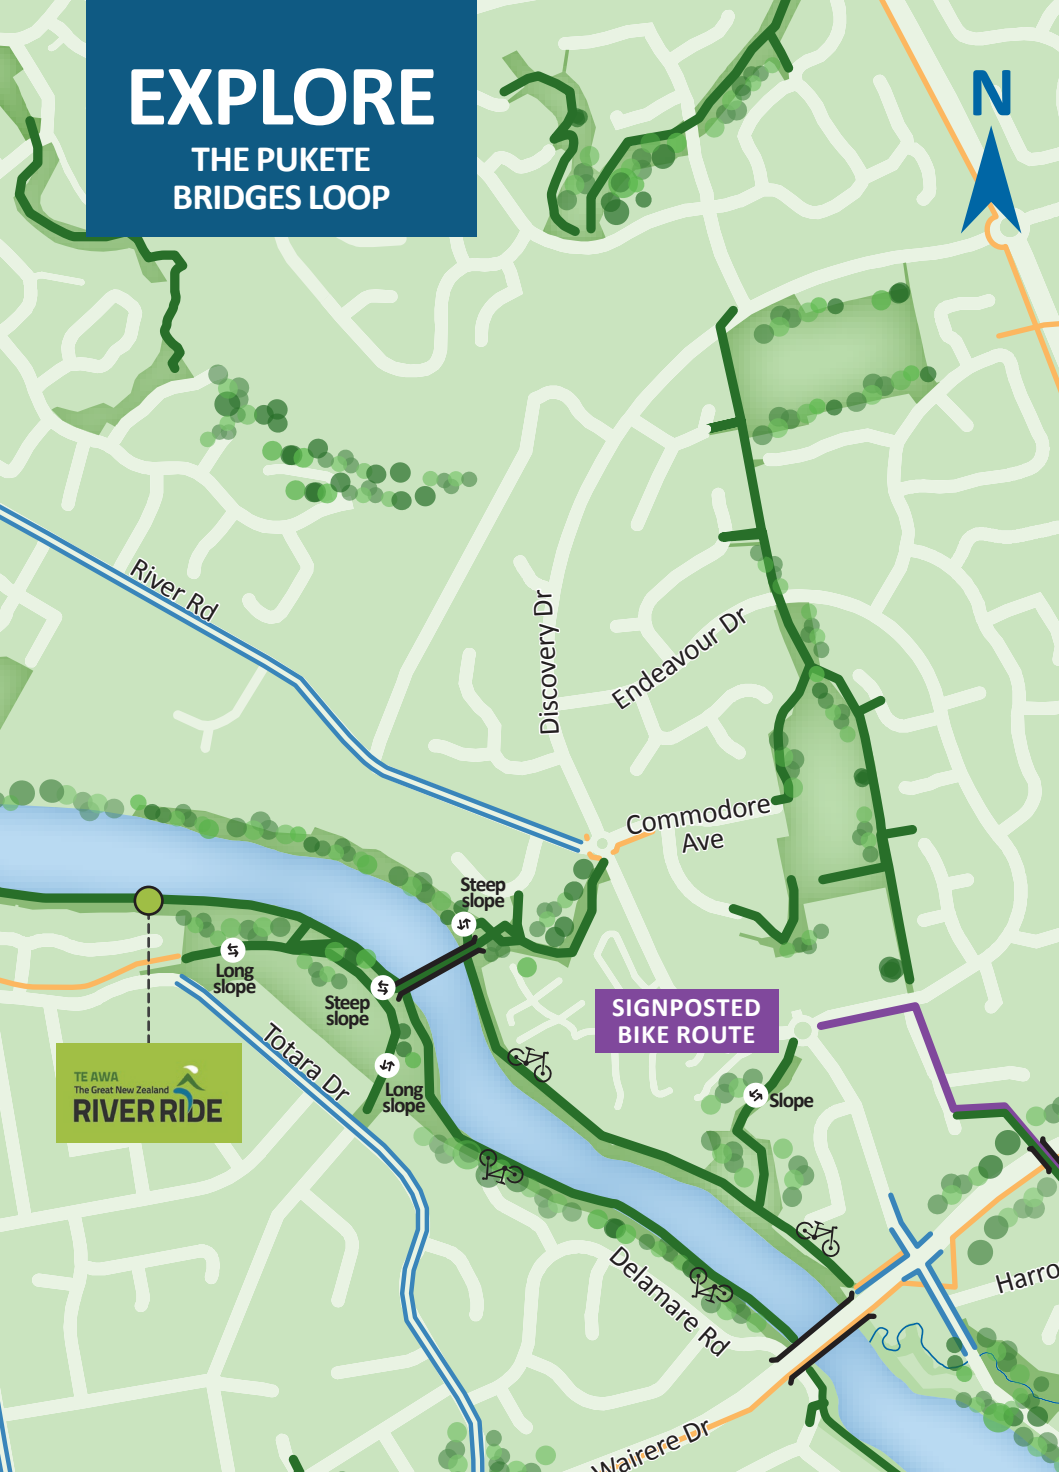 EXPLORE
THE PUKETE
BRIDGES LOOP
N
River Rd
Discovery Dr
Endeavour Dr
Commodore
Ave
Steep
slope
Long
slope
Steep
slope
SIGNPOSTED
BIKE ROUTE
Totara Dr
TE AWA
The Great New Zealand
RIVER RIDE
Long
slope
Slope
Delamare Rd
Harro
Wairere Dr